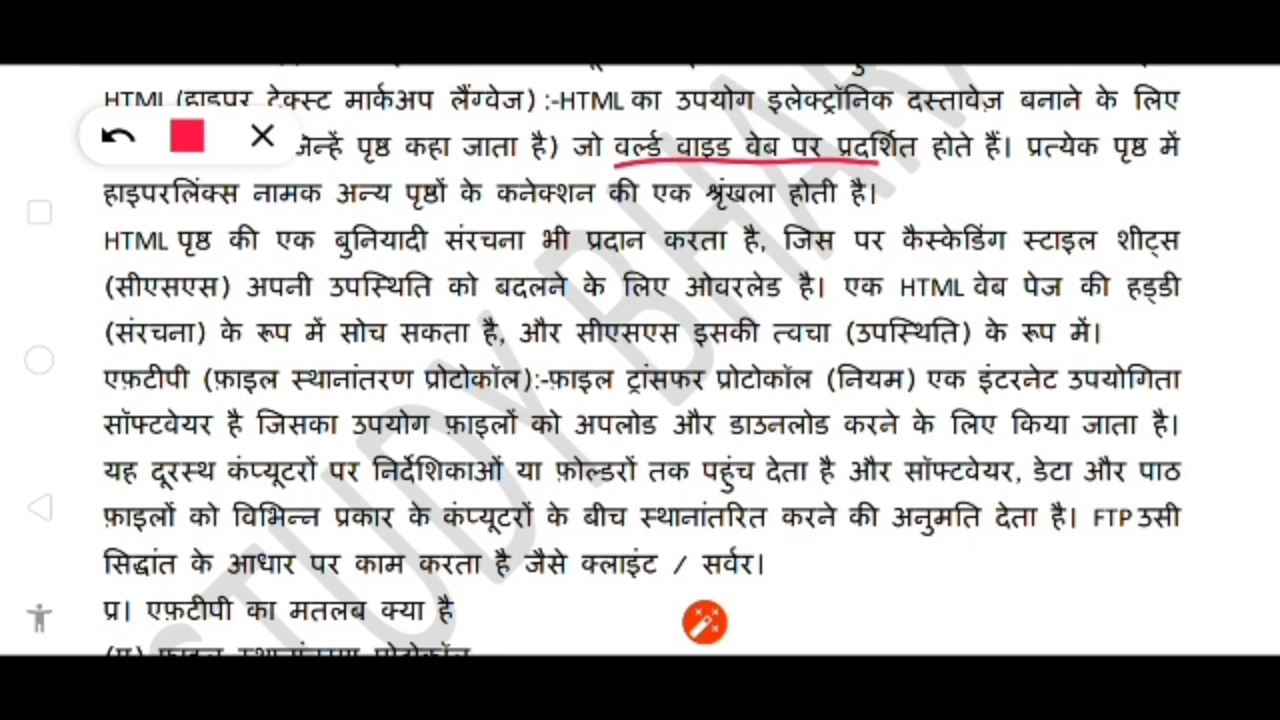 HTML (हाइपर टेक्स्ट मार्कअप लैंग्वेज) :-HTML का उपयोग इलेक्ट्रॉनिक दस्तावेज़ बनाने के लिए
जिन्हें पृष्ठ कहा जाता है) जो वर्ल्ड वाइड वेब पर प्रदर्शित होते हैं। प्रत्येक पृष्ठ में
हाइपरलिंक्स नामक अन्य पृष्ठों के कनेक्शन की एक श्रृंखला होती है।
HTML पृष्ठ की एक बुनियादी संरचना भी प्रदान करता है, जिस पर कैस्केडिंग स्टाइल शीट्स
(सीएसएस) अपनी उपस्थिति को बदलने के लिए ओवरलेड है। एक HTML वेब पेज की हड्डी
(संरचना) के रूप में सोच सकता है, और सीएसएस इसकी त्वचा (उपस्थिति) के रूप में।
एफ़टीपी (फ़ाइल स्थानांतरण प्रोटोकॉल):-फ़ाइल ट्रांसफर प्रोटोकॉल (नियम) एक इंटरनेट उपयोगिता
सॉफ्टवेयर है जिसका उपयोग फ़ाइलों को अपलोड और डाउनलोड करने के लिए किया जाता है।
यह दूरस्थ कंप्यूटरों पर निर्देशिकाओं या फ़ोल्डरों तक पहुंच देता है और सॉफ्टवेयर, डेटा और पाठ
फ़ाइलों को विभिन्न प्रकार के कंप्यूटरों के बीच स्थानांतरित करने की अनुमति देता है। FTP उसी
सिद्धांत के आधार पर काम करता है जैसे क्लाइंट / सर्वर।
प्र। एफ़टीपी का मतलब क्या है
STUDY BHAR